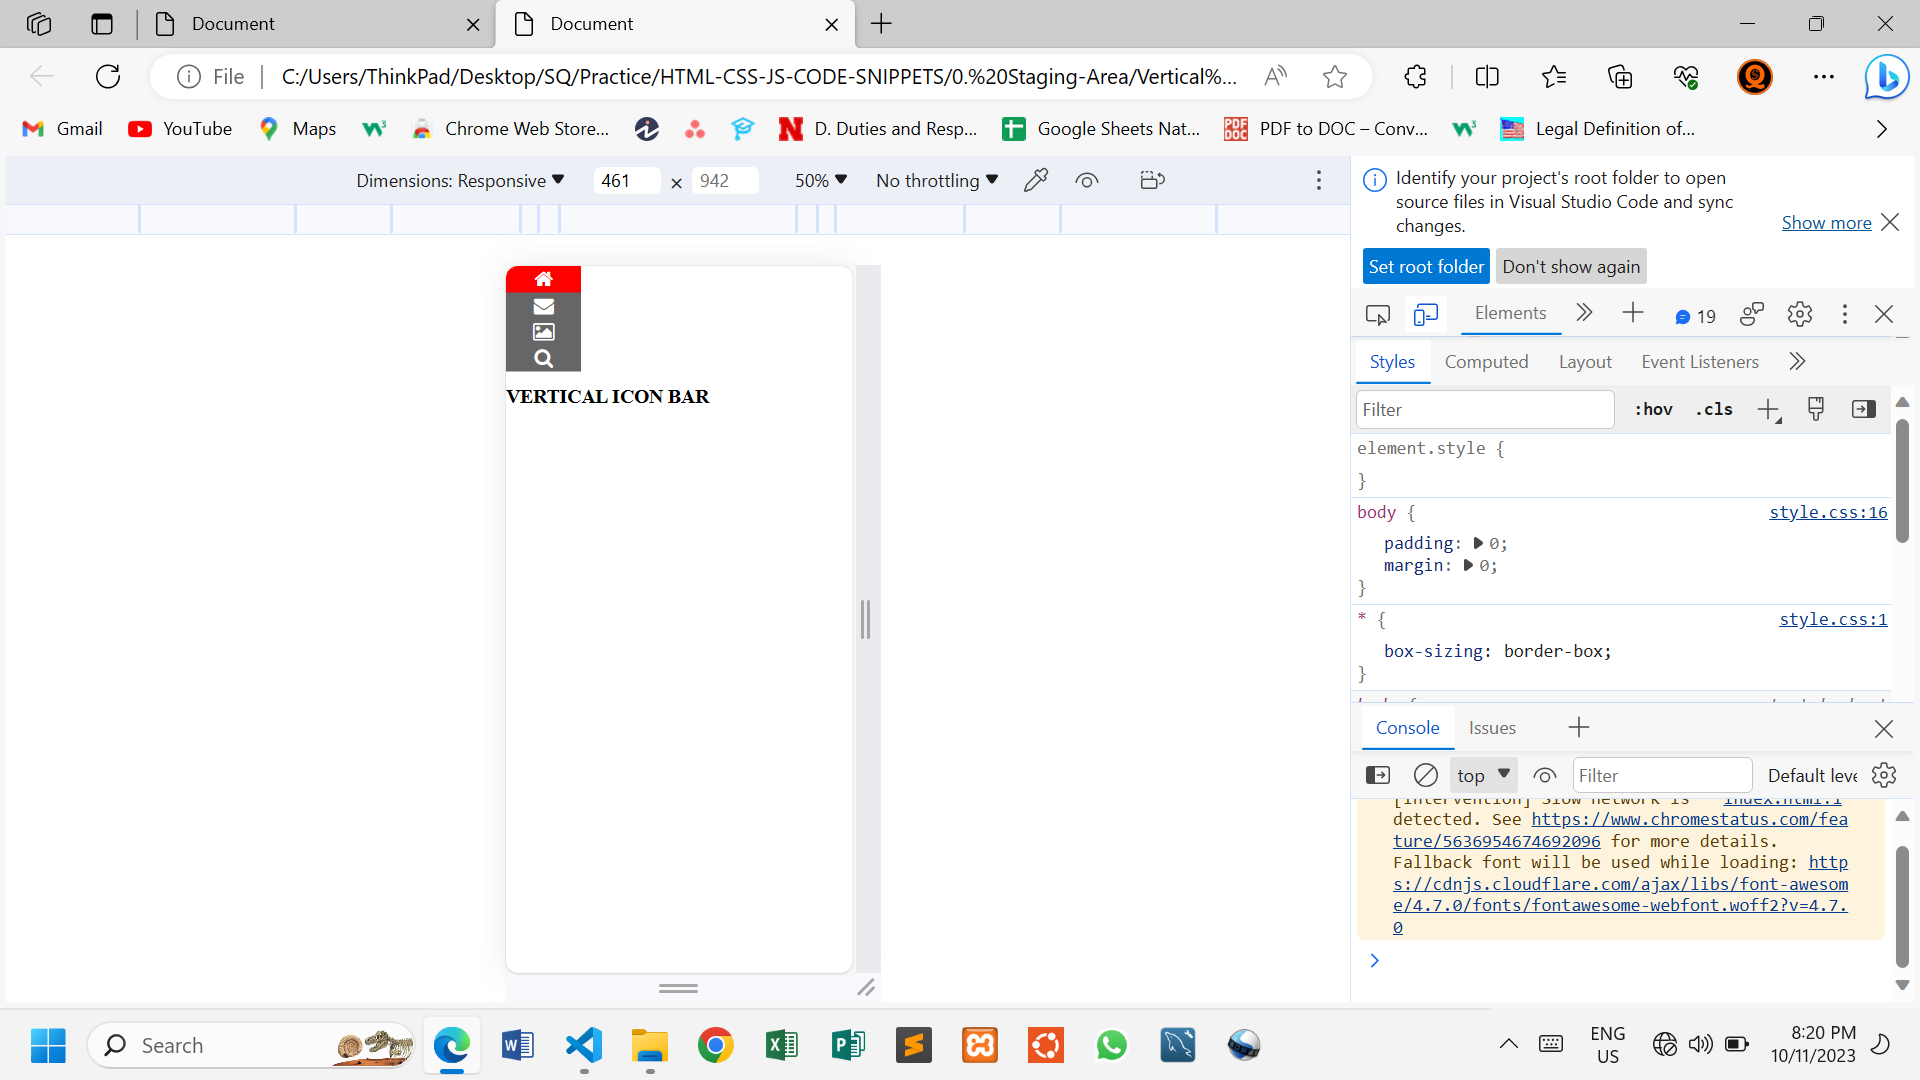 Document
Document
File
C:/Users/ThinkPad/Desktop/SQ/Practice/HTML-CSS-JS-CODE-SNIPPETS/0.%20Staging-Area/Vertical%...
Gmail
YouTube
Maps
Chrome Web Store...
D. Duties and Resp...
Google Sheets Nat...
PDF to DOC – Conv...
Legal Definition of...
Dimensions: Responsive
461 × 942
50%
No throttling
Identify your project's root folder to open
source files in Visual Studio Code and sync
changes.
Show more
Set root folder
Don't show again
Elements
19
Styles
Computed
Layout
Event Listeners
Filter
:hov
.cls
element.style {
}
body {
style.css:16
padding: 0;
margin: 0;
}
* {
style.css:1
box-sizing: border-box;
}
VERTICAL ICON BAR
Console
Issues
top
Filter
Default leve
[Intervention] Slow network is
index.html:1
detected. See https://www.chromestatus.com/fea
ture/5636954674692096 for more details.
Fallback font will be used while loading: http
s://cdnjs.cloudflare.com/ajax/libs/font-awesom
e/4.7.0/fonts/fontawesome-webfont.woff2?v=4.7.
0
Search
ENG
US
8:20 PM
10/11/2023